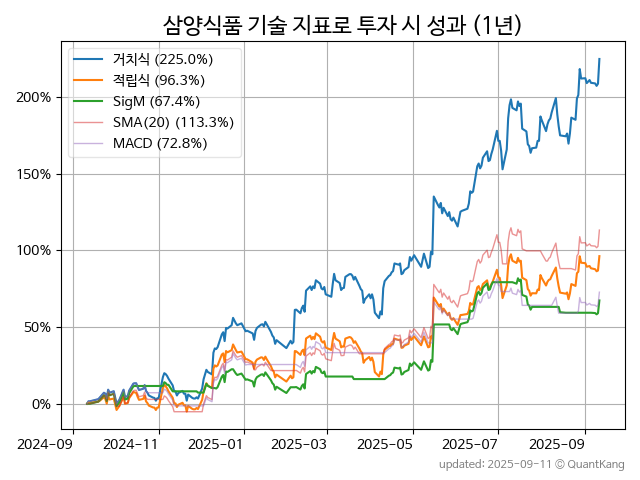 삼양식품 기술 지표로 투자 시 성과 (1년)
거치식 (225.0%)
적립식 (96.3%)
SigM (67.4%)
SMA(20) (113.3%)
MACD (72.8%)
200%
150%
100%
50%
0%
2024-09 2024-11 2025-01 2025-03 2025-05 2025-07 2025-09
updated: 2025-09-11 © QuantKang